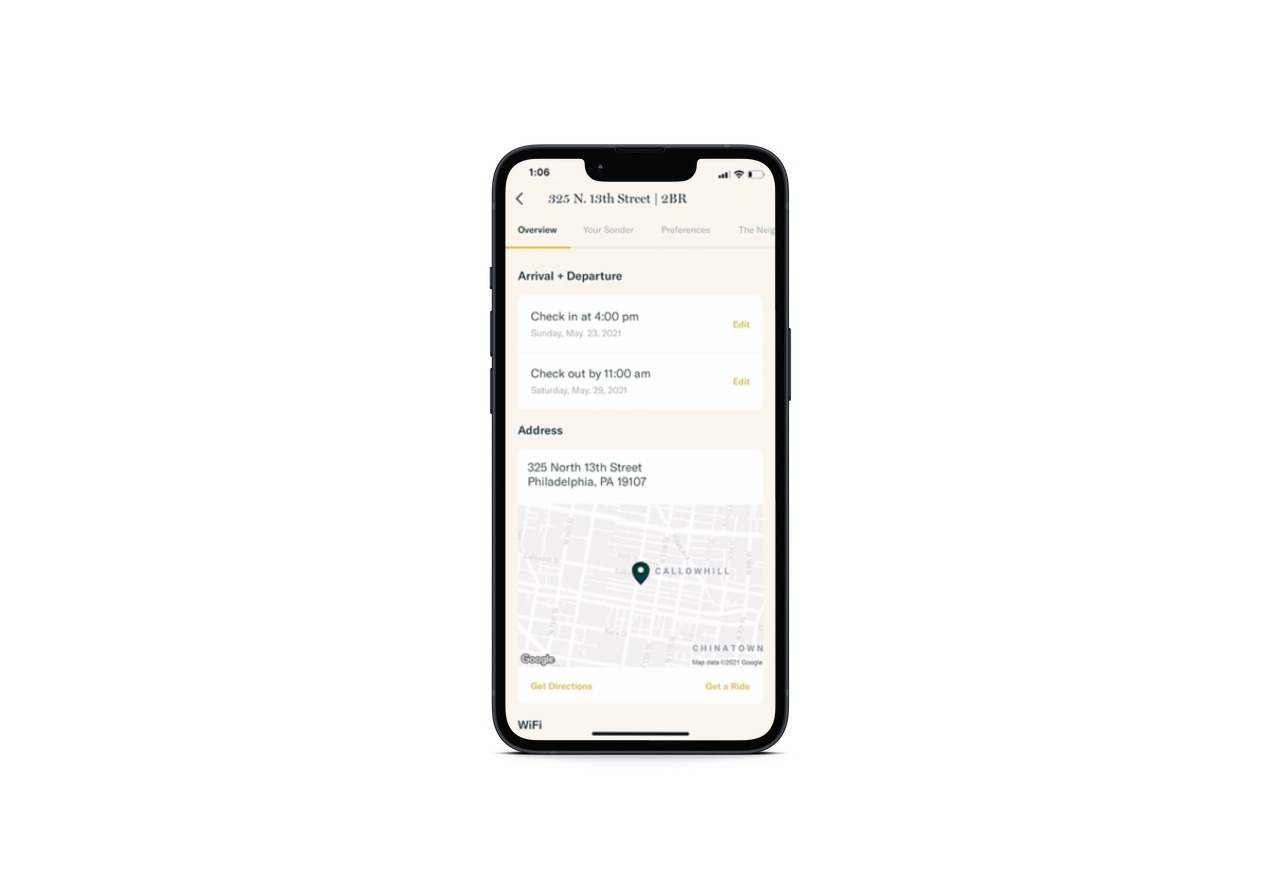 1:06
325 N. 13th Street | 2BR
Overview
Your Sonder
Preferences
The Neig
Arrival + Departure
Check in at 4:00 pm
Sunday, May. 23, 2021
Edit
Check out by 11:00 am
Saturday, May. 29, 2021
Edit
Address
325 North 13th Street
Philadelphia, PA 19107
CALLOWHILL
CHINATOWN
Google
Map data ©2021 Google
Get Directions
Get a Ride
WiFi